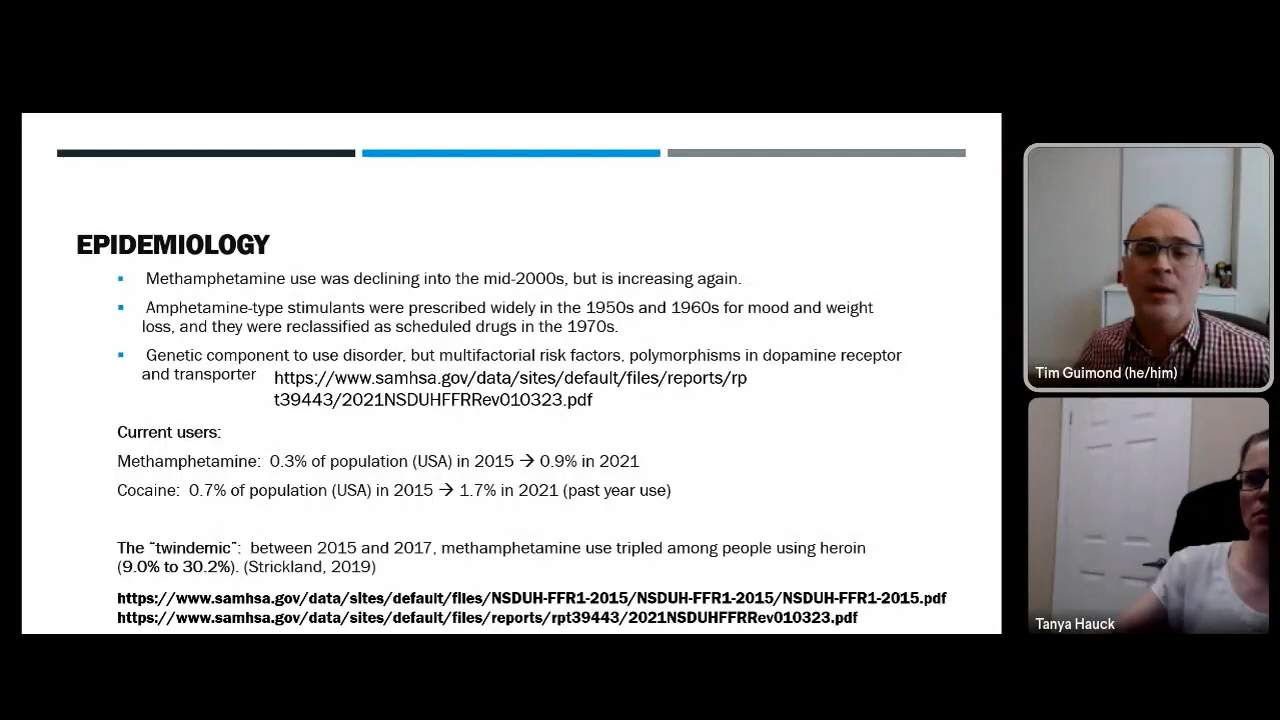 EPIDEMIOLOGY
Methamphetamine use was declining into the mid-2000s, but is increasing again.
Amphetamine-type stimulants were prescribed widely in the 1950s and 1960s for mood and weight
loss, and they were reclassified as scheduled drugs in the 1970s.
Genetic component to use disorder, but multifactorial risk factors, polymorphisms in dopamine receptor
and transporter
https://www.samhsa.gov/data/sites/default/files/reports/rp
t39443/2021NSDUHFFRRev010323.pdf
Current users:
Methamphetamine: 0.3% of population (USA) in 2015 → 0.9% in 2021
Cocaine: 0.7% of population (USA) in 2015 → 1.7% in 2021 (past year use)
The “twindemic”: between 2015 and 2017, methamphetamine use tripled among people using heroin
(9.0% to 30.2%). (Strickland, 2019)
https://www.samhsa.gov/data/sites/default/files/NSDUH-FFR1-2015/NSDUH-FFR1-2015/NSDUH-FFR1-2015.pdf
https://www.samhsa.gov/data/sites/default/files/reports/rpt39443/2021NSDUHFFRRev010323.pdf
Tim Guimond (he/him)
Tanya Hauck